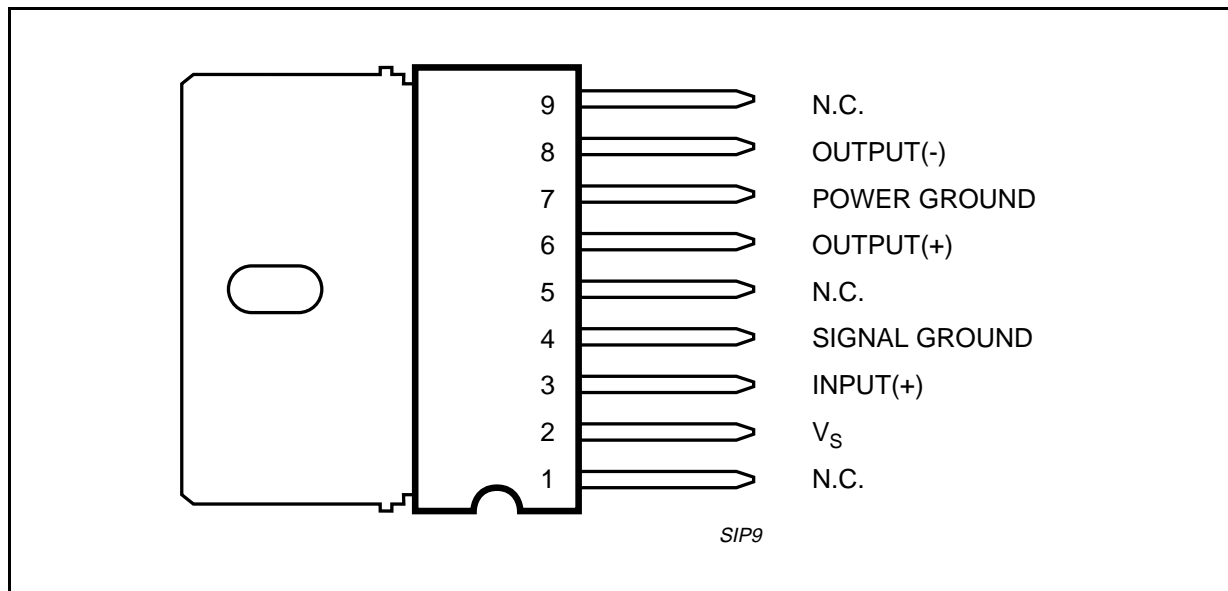 9 N.C.
8 OUTPUT(-)
7 POWER GROUND
6 OUTPUT(+)
5 N.C.
4 SIGNAL GROUND
3 INPUT(+)
2 VS
1 N.C.
SIP9